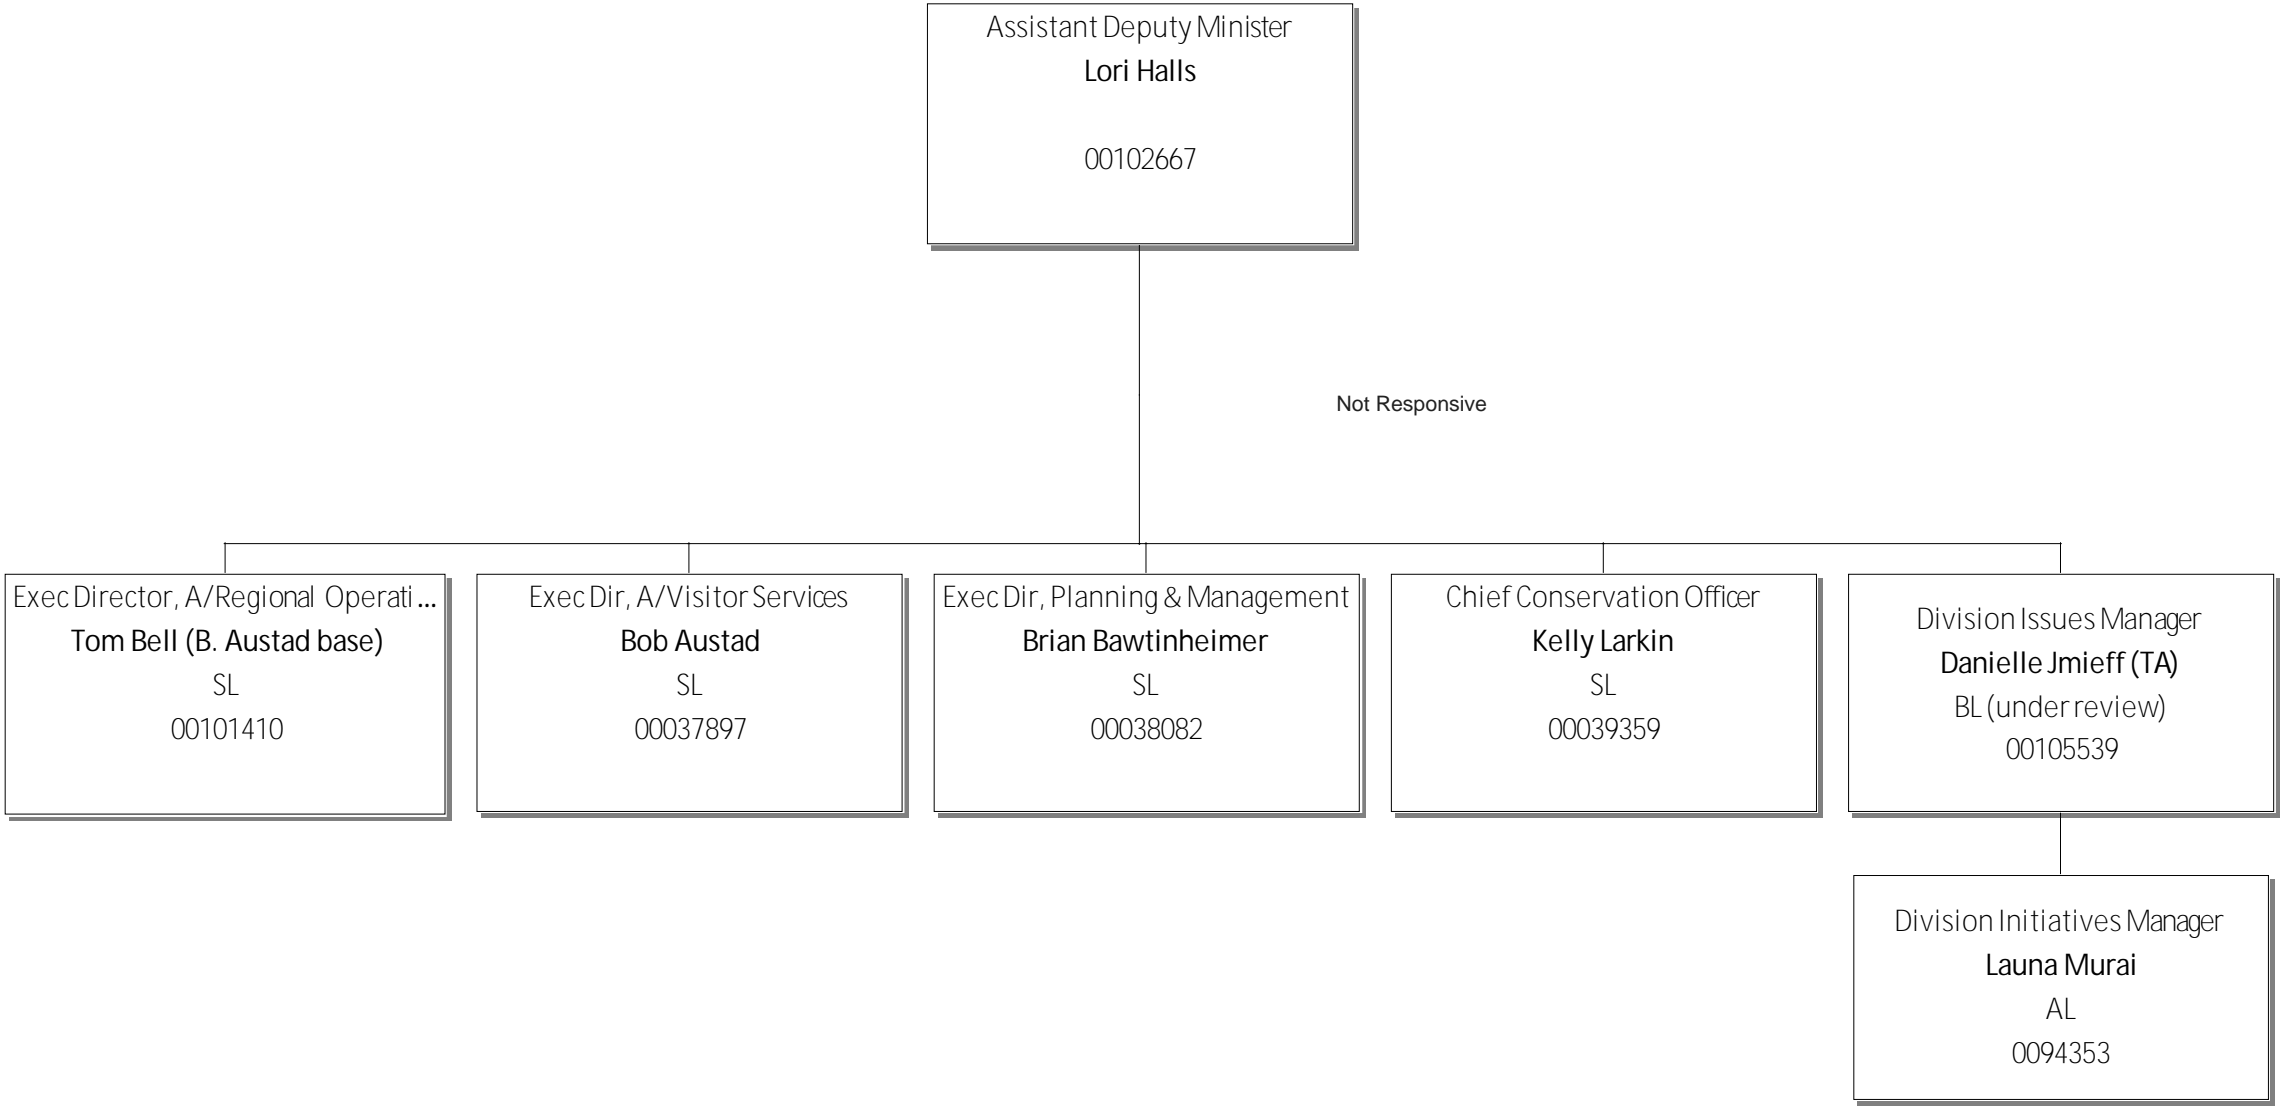 Assistant Deputy Minister
Lori Halls
00102667
Not Responsive
Exec Director, A/Regional Operati...
Tom Bell (B. Austad base)
SL
00101410
Exec Dir, A/Visitor Services
Bob Austad
SL
00037897
Exec Dir, Planning & Management
Brian Bawtinheimer
SL
00038082
Chief Conservation Officer
Kelly Larkin
SL
00039359
Division Issues Manager
Danielle Jmieff (TA)
BL (under review)
00105539
Division Initiatives Manager
Launa Murai
AL
0094353